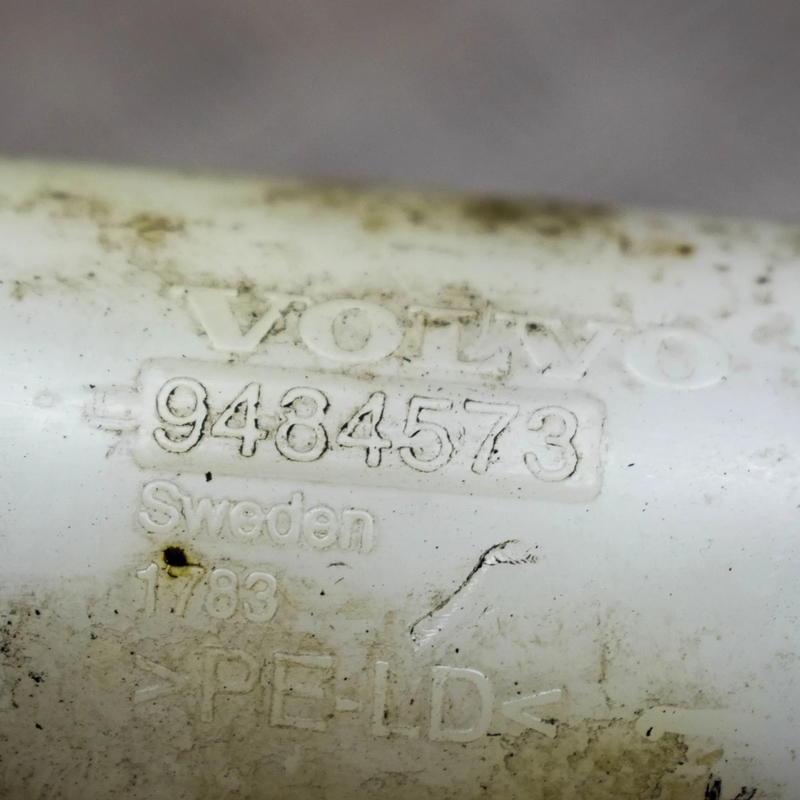 VOLVO
9484573
Sweden
1783
>PE-LD<